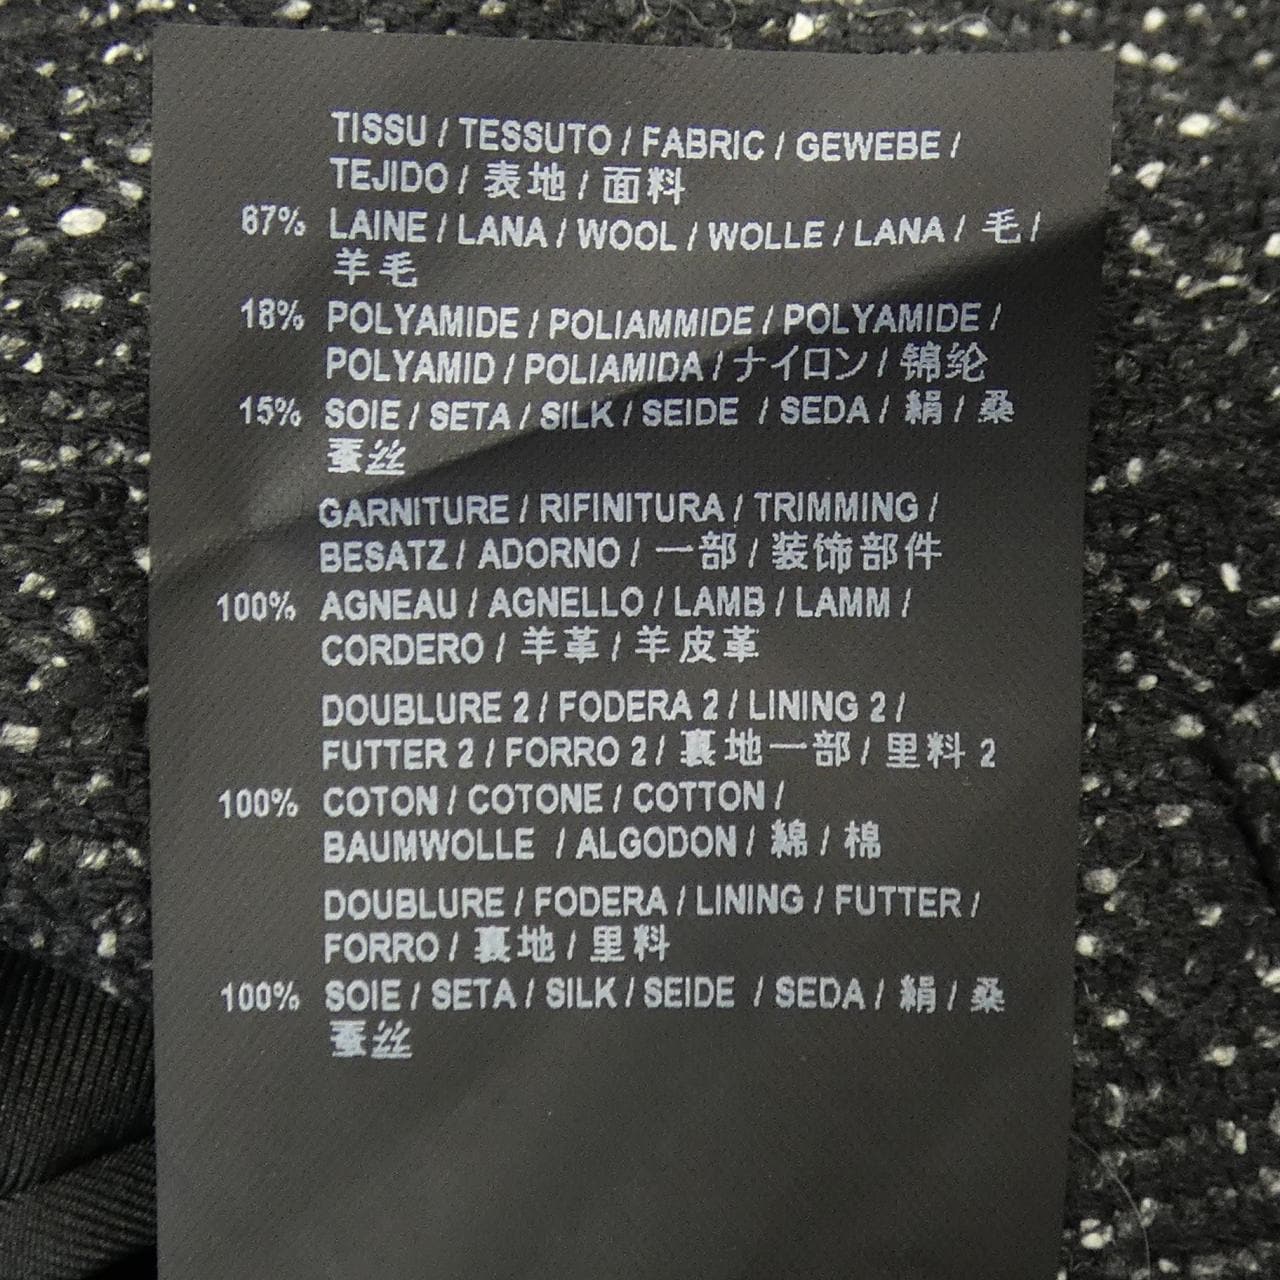 TISSU / TESSUTO / FABRIC / GEWEBE /
TEJIDO / 表地 / 面料
67% LAINE / LANA / WOOL / WOLLE / LANA / 毛 /
羊毛
18% POLYAMIDE / POLIAMMIDE / POLYAMIDE /
POLYAMID / POLIAMIDA / ナイロン / 锦纶
15% SOIE / SETA / SILK / SEIDE / SEDA / 絹 / 桑
蚕丝
GARNITURE / RIFINITURA / TRIMMING /
BESATZ / ADORNO / 一部 / 装饰部件
100% AGNEAU / AGNELLO / LAMB / LAMM /
CORDERO / 羊革 / 羊皮革
DOUBLURE 2 / FODERA 2 / LINING 2 /
FUTTER 2 / FORRO 2 / 裏地一部 / 里料 2
100% COTON / COTONE / COTTON /
BAUMWOLLE / ALGODON / 綿 / 棉
DOUBLURE / FODERA / LINING / FUTTER /
FORRO / 裏地 / 里料
100% SOIE / SETA / SILK / SEIDE / SEDA / 絹 / 桑
蚕丝